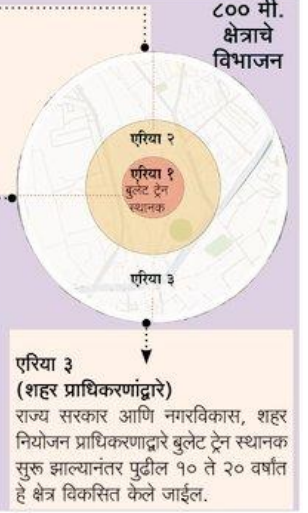 ८०० मी.
क्षेत्राचे
विभाजन
एरिया २
एरिया १
बुलेट ट्रेन
स्थानक
एरिया ३
एरिया ३
(शहर प्राधिकरणांद्वारे)
राज्य सरकार आणि नगरविकास, शहर
नियोजन प्राधिकरणाद्वारे बुलेट ट्रेन स्थानक
सुरू झाल्यानंतर पुढील १० ते २० वर्षांत
हे क्षेत्र विकसित केले जाईल.